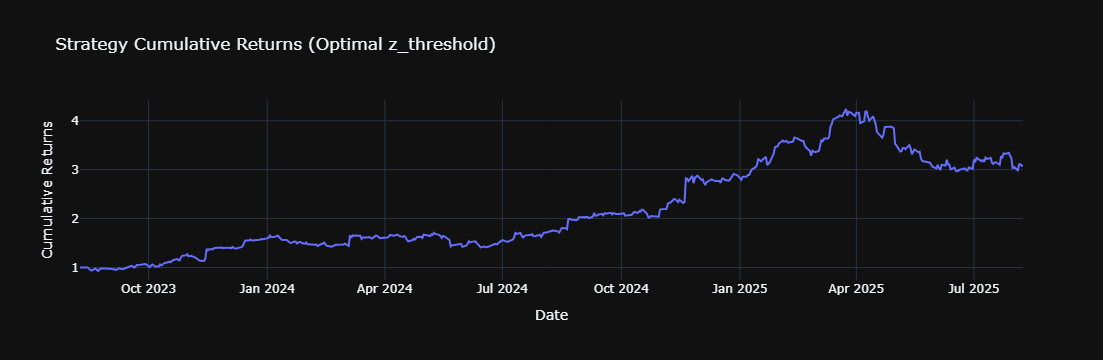 Strategy Cumulative Returns (Optimal z_threshold)
Cumulative Returns
4
3
2
1
Oct 2023 Jan 2024 Apr 2024 Jul 2024 Oct 2024 Jan 2025 Apr 2025 Jul 2025
Date